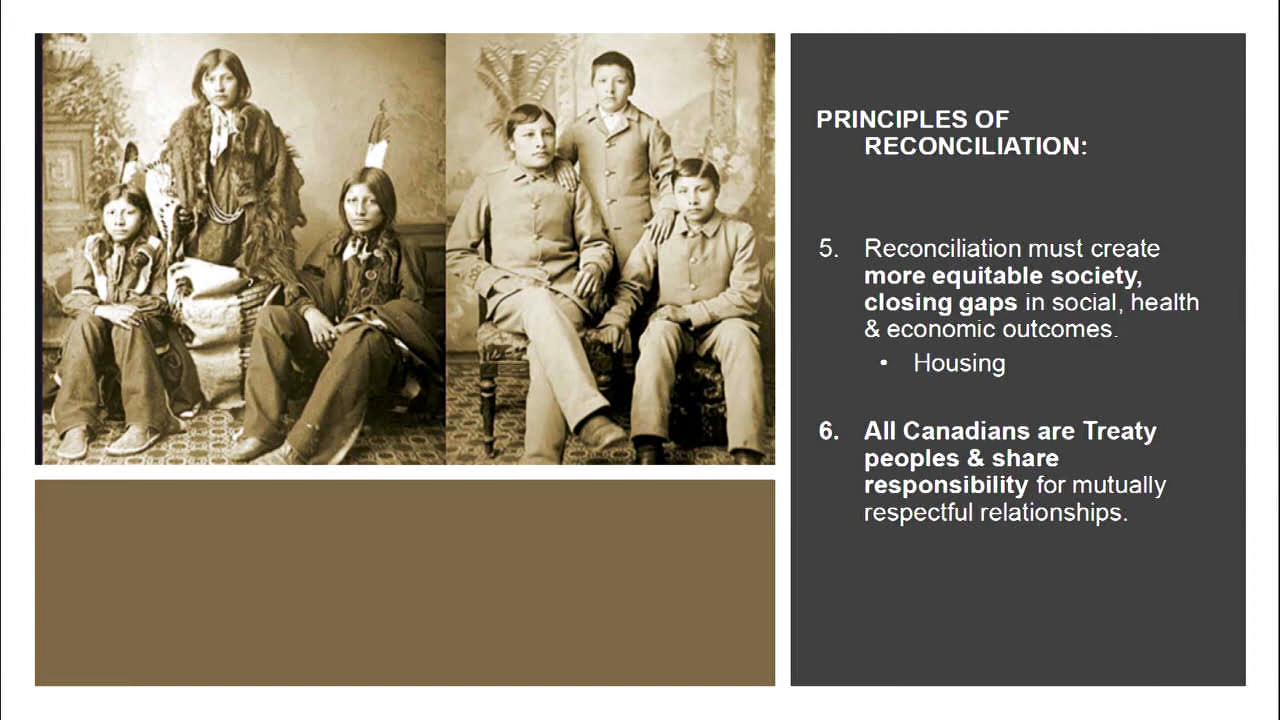 PRINCIPLES OF
RECONCILIATION:
5. Reconciliation must create
more equitable society,
closing gaps in social, health
& economic outcomes.
• Housing
6. All Canadians are Treaty
peoples & share
responsibility for mutually
respectful relationships.